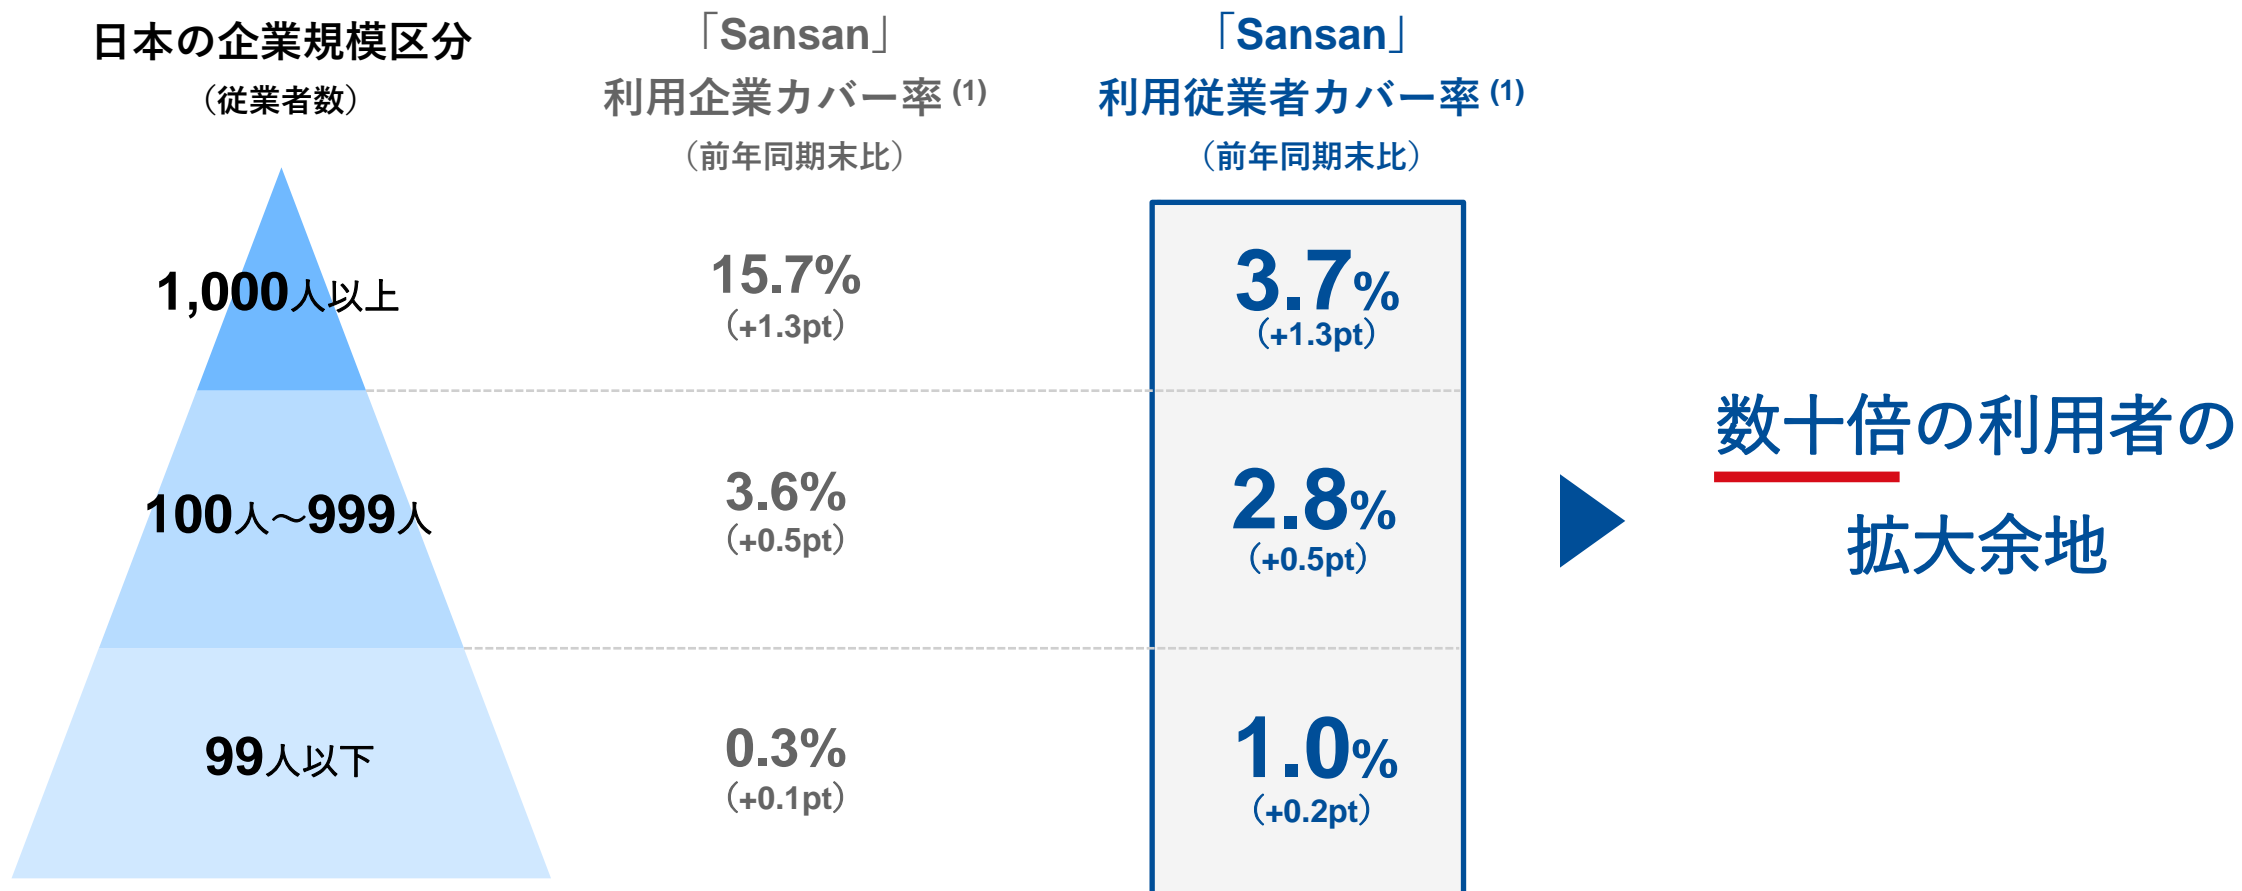 日本の企業規模区分
（従業者数）
「Sansan」
利用企業カバー率 (1)
（前年同期末比）
「Sansan」
利用従業者カバー率 (1)
（前年同期末比）
1,000人以上
15.7%
（+1.3pt）
3.7%
（+1.3pt）
100人～999人
3.6%
（+0.5pt）
2.8%
（+0.5pt）
99人以下
0.3%
（+0.1pt）
1.0%
（+0.2pt）
数十倍の利用者の
拡大余地